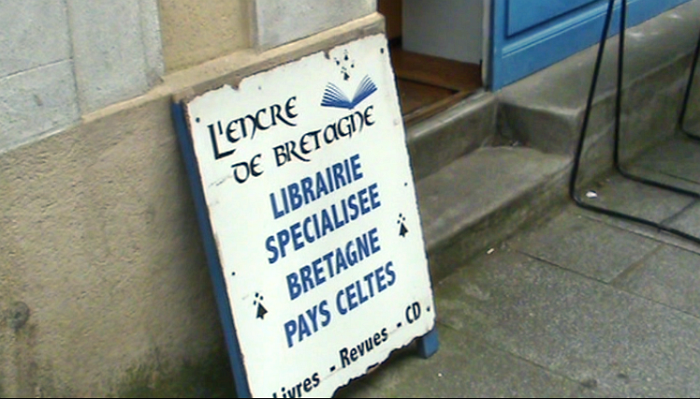 L'ENCRE
DE BRETAGNE
LIBRAIRIE
SPECIALISEE
BRETAGNE
PAYS CELTES
Livres - Revues - CD